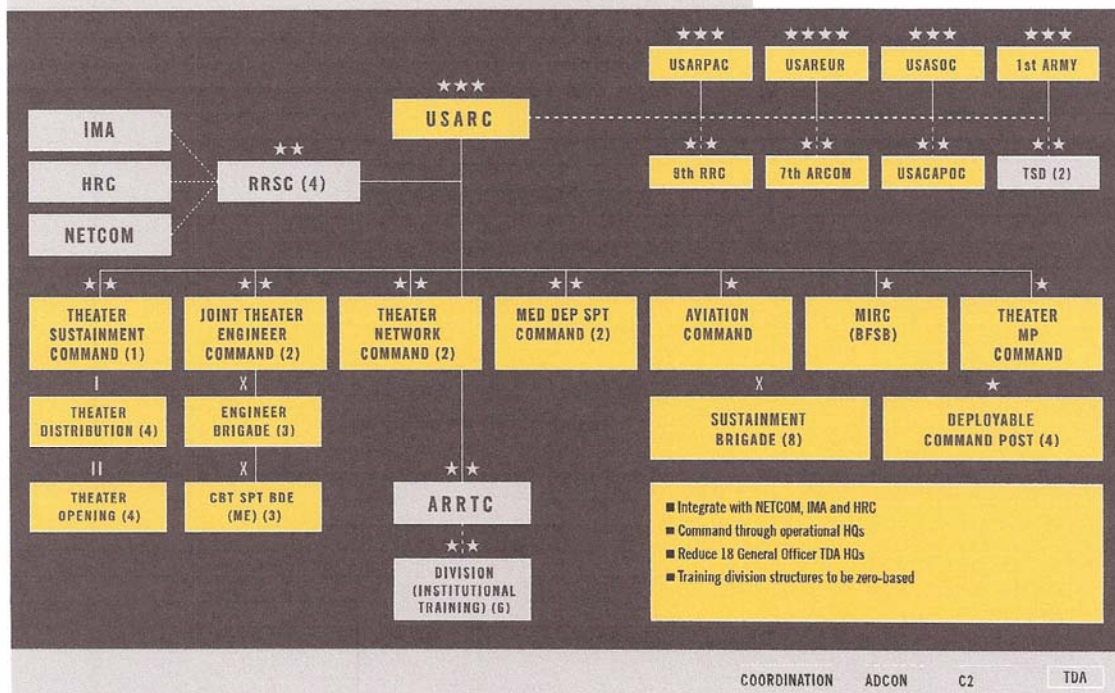 USARPAC
USAREUR
USASOC
1st ARMY
USARC
IMA
HRC
NETCOM
RRSC (4)
9th RRC
7th ARCOM
USACAPOC
TSD (2)
THEATER
SUSTAINMENT
COMMAND (1)
JOINT THEATER
ENGINEER
COMMAND (2)
THEATER
NETWORK
COMMAND (2)
MED DEP SPT
COMMAND (2)
AVIATION
COMMAND
MIRC
(BFSB)
THEATER
MP
COMMAND
I
THEATER
DISTRIBUTION (4)
X
ENGINEER
BRIGADE (3)
X
SUSTAINMENT
BRIGADE (8)
DEPLOYABLE
COMMAND POST (4)
II
THEATER
OPENING (4)
X
CBT SPT BDE
(ME) (3)
ARRTC
DIVISION
(INSTITUTIONAL
TRAINING) (6)
■ Integrate with NETCOM, IMA and HRC
■ Command through operational HQs
■ Reduce 18 General Officer TDA HQs
■ Training division structures to be zero-based
COORDINATION ADCON C2 TDA